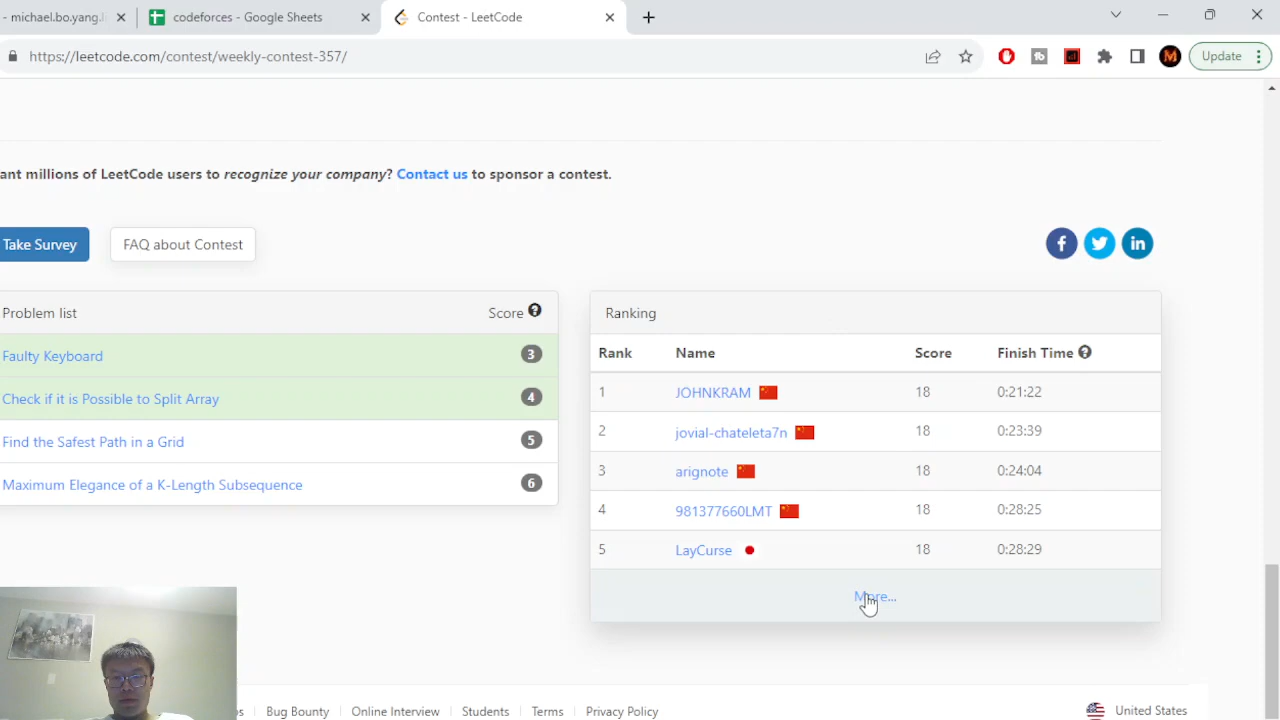 - michael.bo.yangJ
codeforces - Google Sheets
Contest - LeetCode
https://leetcode.com/contest/weekly-contest-357/
M
Update
ant millions of LeetCode users to recognize your company? Contact us to sponsor a contest.
Take Survey
FAQ about Contest
Problem list Score
Faulty Keyboard 3
Check if it is Possible to Split Array 4
Find the Safest Path in a Grid 5
Maximum Elegance of a K-Length Subsequence 6
Ranking
Rank Name Score Finish Time
1 JOHNKRAM 18 0:21:22
2 jovial-chateleta7n 18 0:23:39
3 arignote 18 0:24:04
4 981377660LMT 18 0:28:25
5 LayCurse 18 0:28:29
More...
Bug Bounty
Online Interview
Students
Terms
Privacy Policy
United States